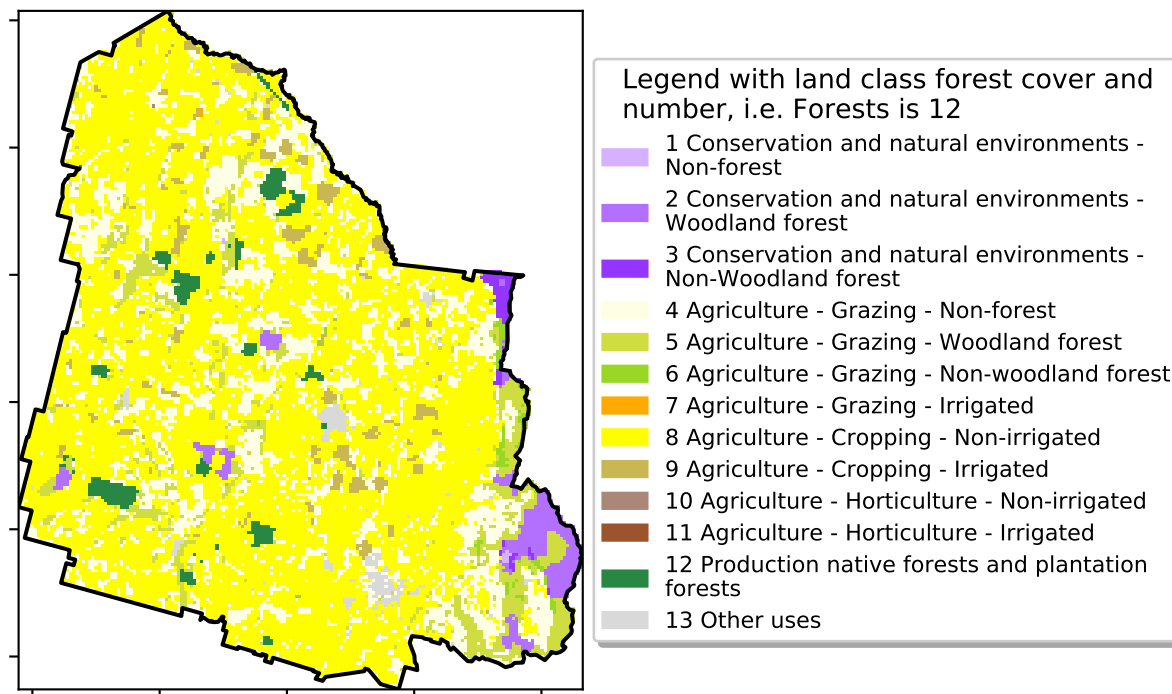 Legend with land class forest cover and
number, i.e. Forests is 12
1 Conservation and natural environments -
Non-forest
2 Conservation and natural environments -
Woodland forest
3 Conservation and natural environments -
Non-Woodland forest
4 Agriculture - Grazing - Non-forest
5 Agriculture - Grazing - Woodland forest
6 Agriculture - Grazing - Non-woodland forest
7 Agriculture - Grazing - Irrigated
8 Agriculture - Cropping - Non-irrigated
9 Agriculture - Cropping - Irrigated
10 Agriculture - Horticulture - Non-irrigated
11 Agriculture - Horticulture - Irrigated
12 Production native forests and plantation
forests
13 Other uses